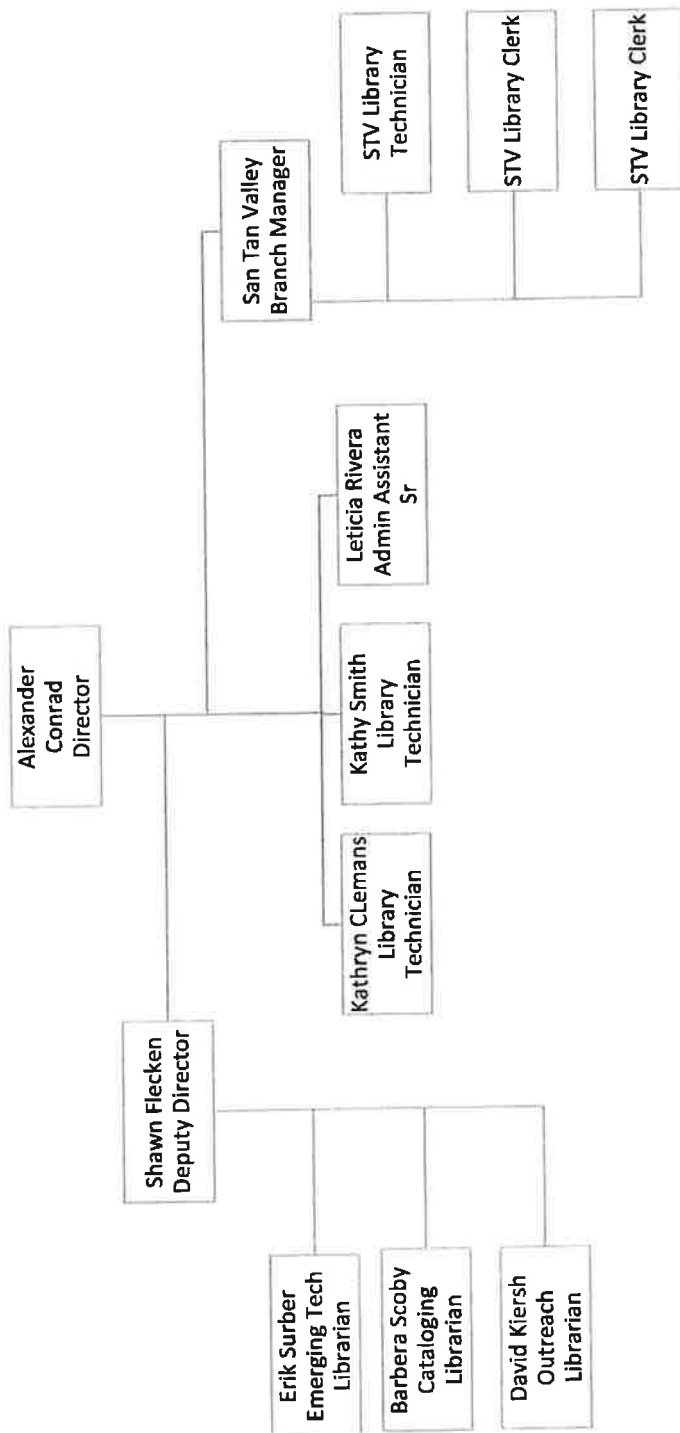 Alexander
Conrad
Director
Shawn Flecken
Deputy Director
San Tan Valley
Branch Manager
Erik Surber
Emerging Tech
Librarian
Barbera Scoby
Cataloging
Librarian
David Kiersh
Outreach
Librarian
Kathryn CLemans
Library
Technician
Kathy Smith
Library
Technician
Leticia Rivera
Admin Assistant
Sr
STV Library
Technician
STV Library Clerk
STV Library Clerk